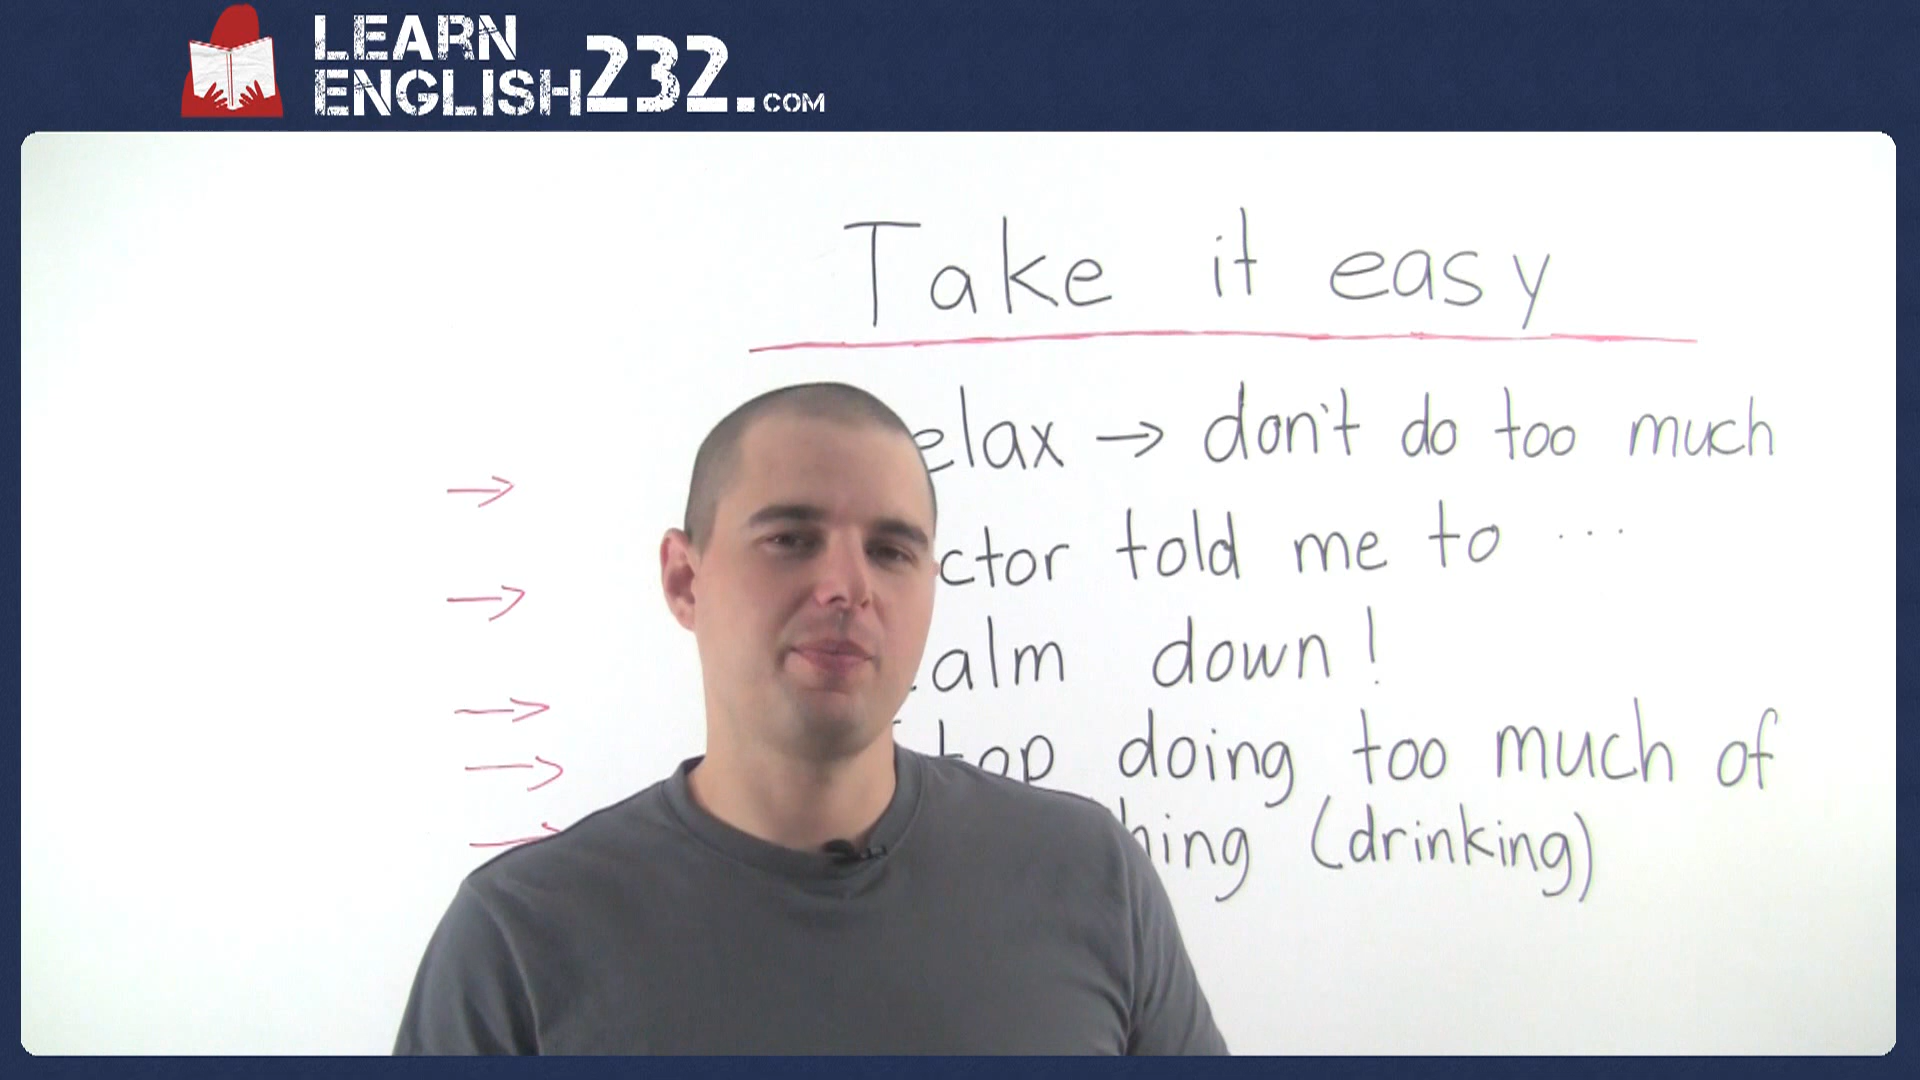 LEARN
ENGLISH232.COM
Take it easy
elax → don't do too much
ctor told me to ...
alm down!
top doing too much of
hing (drinking)